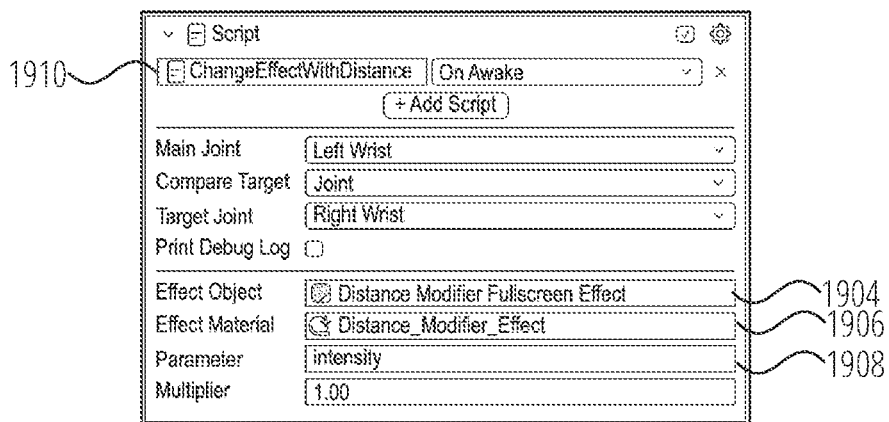 Script
1910 ChangeEffectWithDistance On Awake ×
+ Add Script
Main Joint Left Wrist
Compare Target Joint
Target Joint Right Wrist
Print Debug Log
Effect Object Distance Modifier Fullscreen Effect 1904
Effect Material Distance_Modifier_Effect 1906
Parameter intensity 1908
Multiplier 1.00